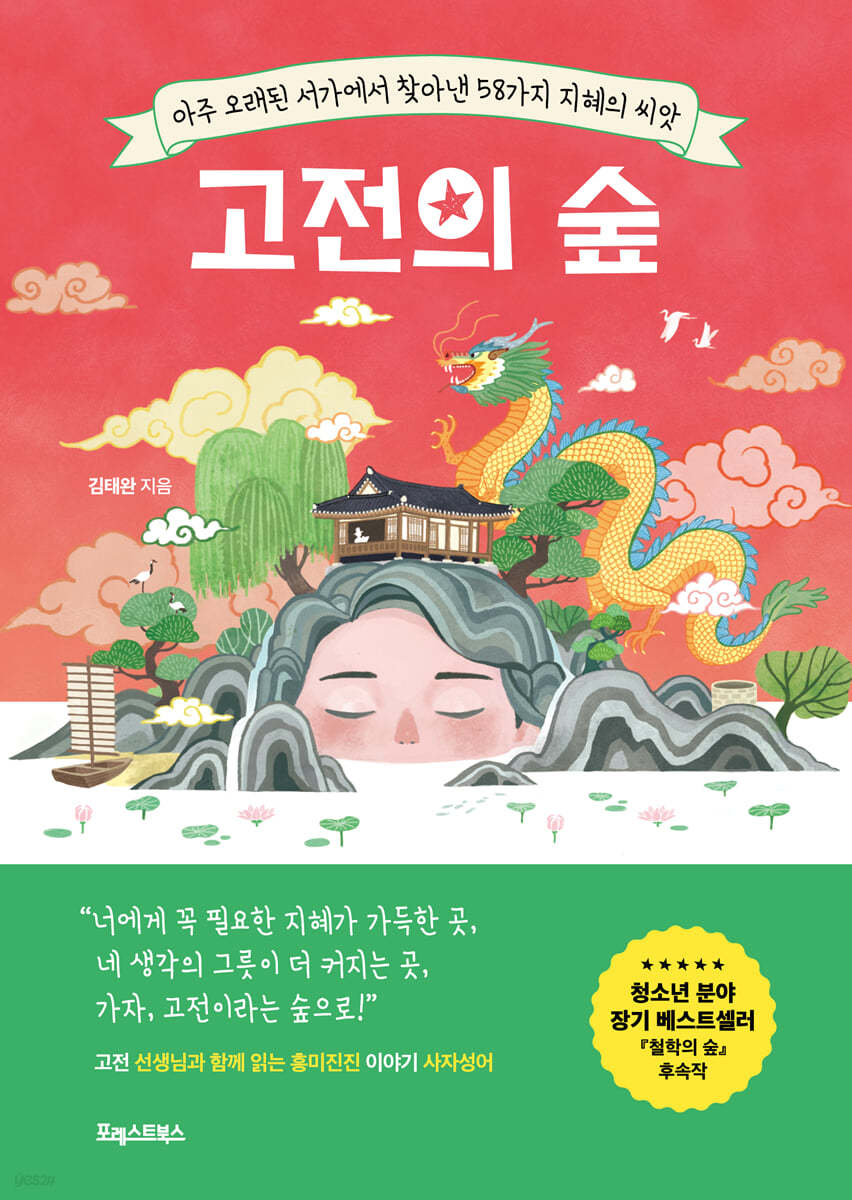 아주 오래된 서가에서 찾아낸 58가지 지혜의 씨앗
고전의 숲
김태완 지음
“너에게 꼭 필요한 지혜가 가득한 곳,
네 생각의 그릇이 더 커지는 곳,
가자, 고전이라는 숲으로!”
고전 선생님과 함께 읽는 흥미진진 이야기 사자성어
★★★★★
청소년 분야
장기 베스트셀러
『철학의 숲』
후속작
포레스트북스
yes24